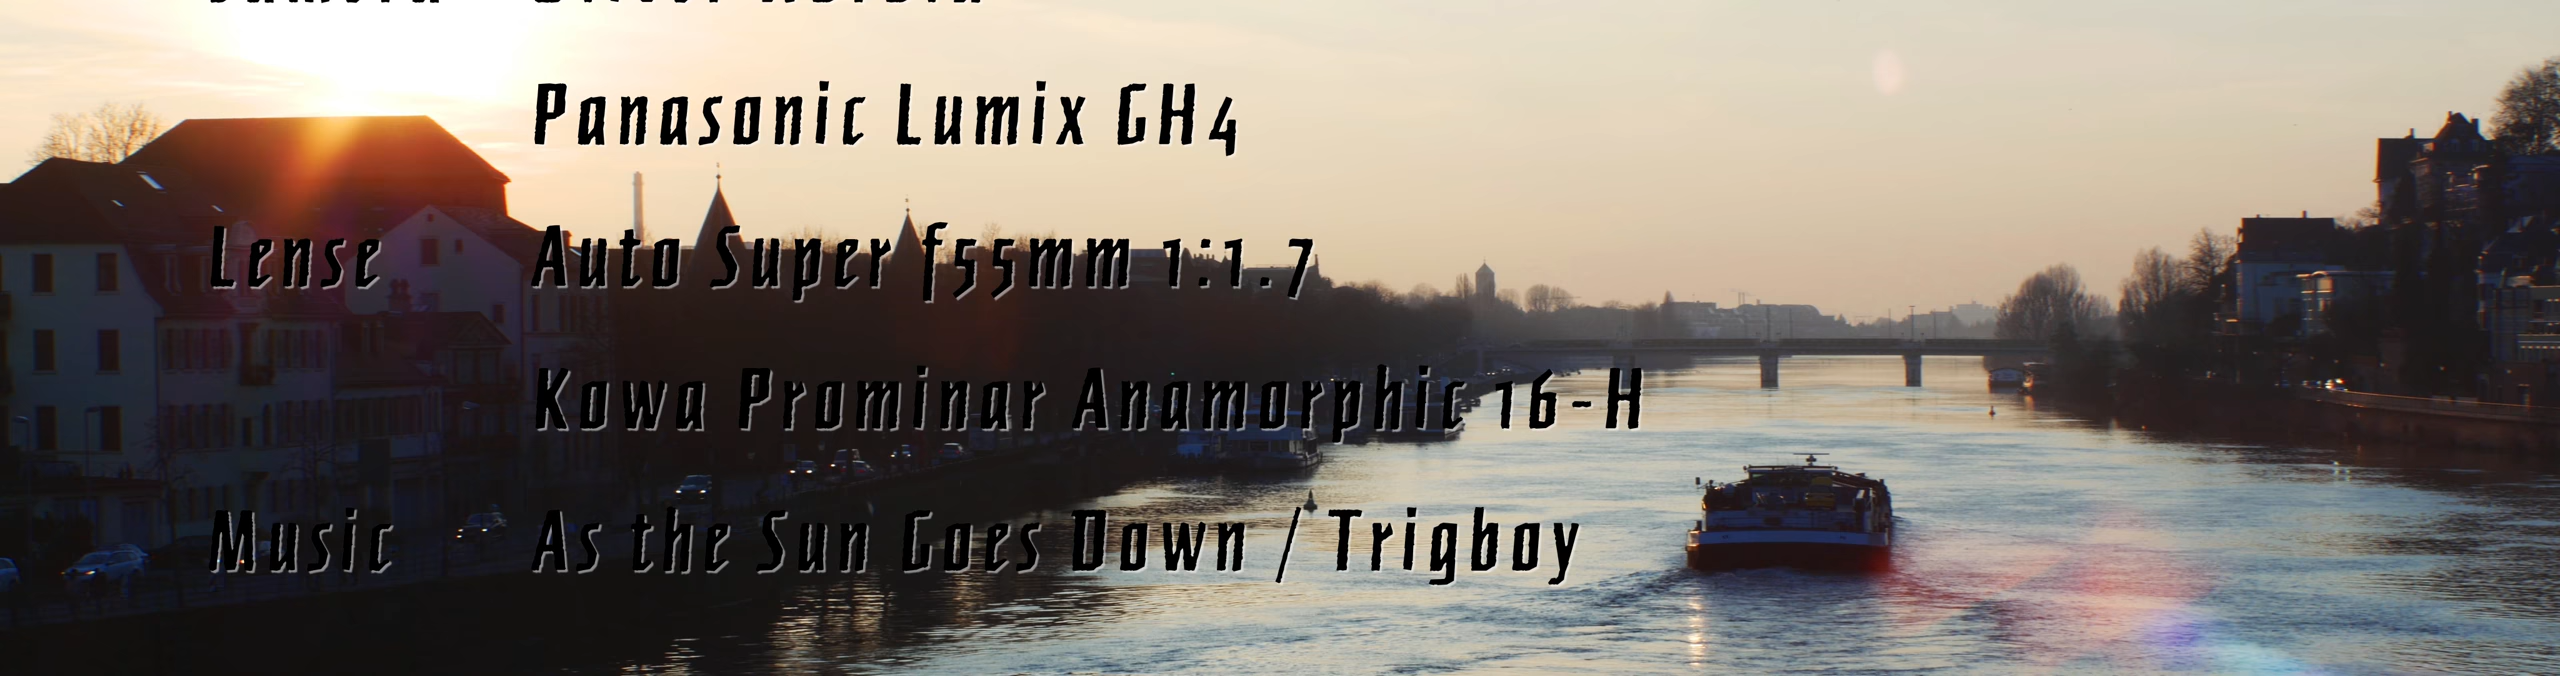 Panasonic Lumix GH4
Lense Auto Super f55mm 1:1.7
Kowa Prominar Anamorphic 16-H
Music As the Sun Goes Down / Trigboy